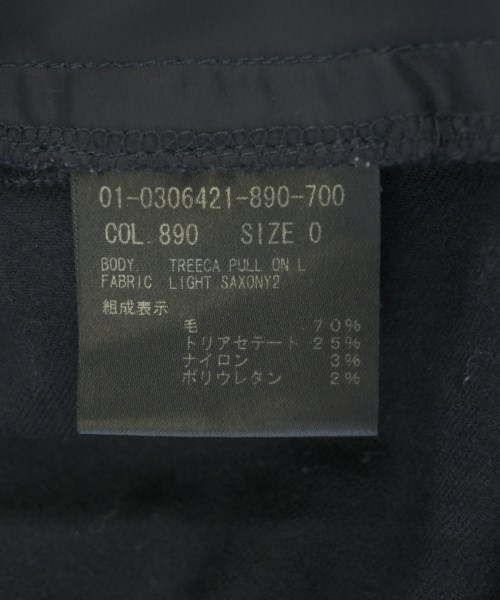 01-0306421-890-700
COL. 890 SIZE 0
BODY. TREECA PULL ON L
FABRIC LIGHT SAXONY2
組成表示
毛 70%
トリアセテート 25%
ナイロン 3%
ポリウレタン 2%